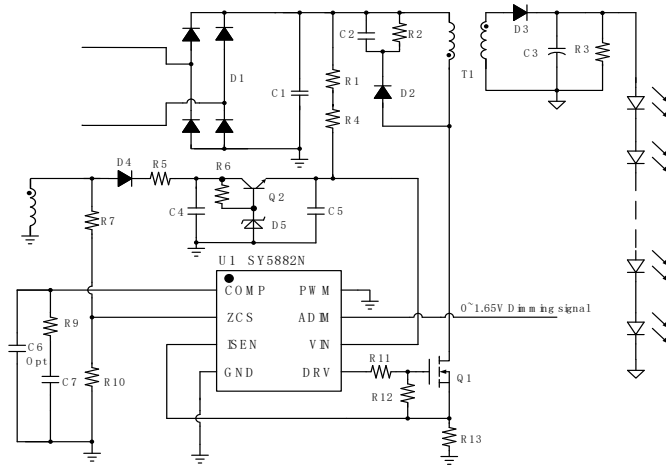 C2
R2
D3
D1
C1
R1
D2
T1
C3
R3
R4
D4
R5
R6
Q2
R7
C4
D5
C5
U1 SY5882N
COMP
PWM
ZCS
ADIM
0~1.65V Dimming signal
ISEN
VIN
GND
DRV
R9
C6
Opt
C7
R10
R11
R12
Q1
R13